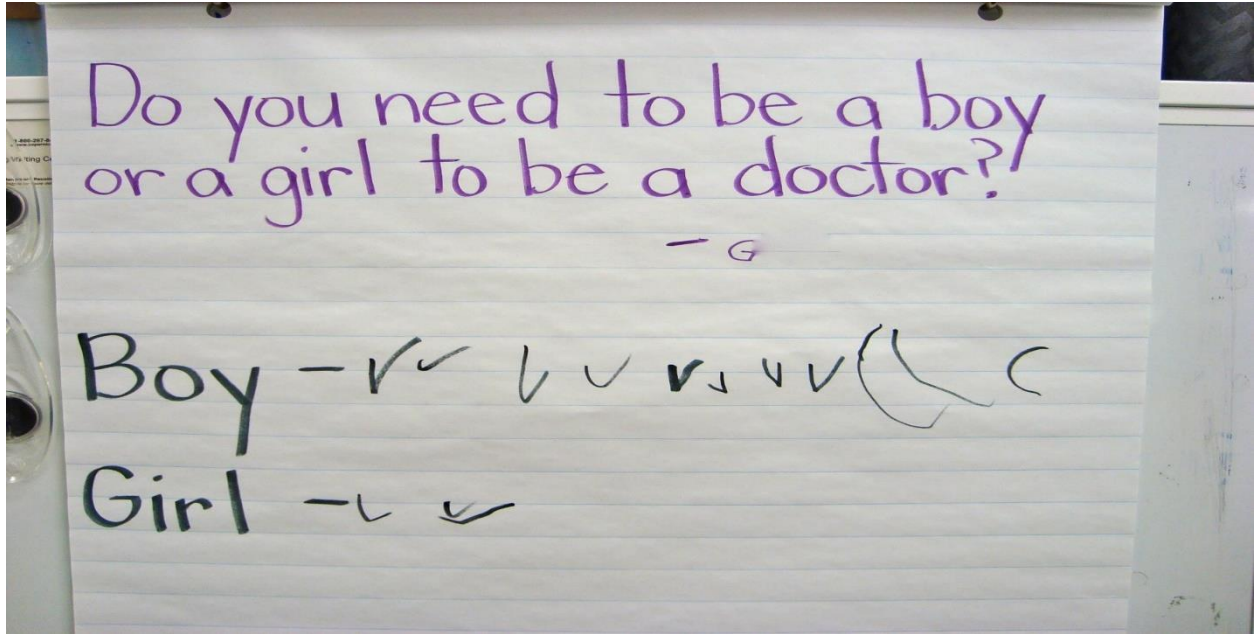 Do you need to be a boy
or a girl to be a doctor?
- G
Boy - ✓ ✓ ✓ ✓ ✓ ✓ ✓ ✓
Girl - ✓ ✓